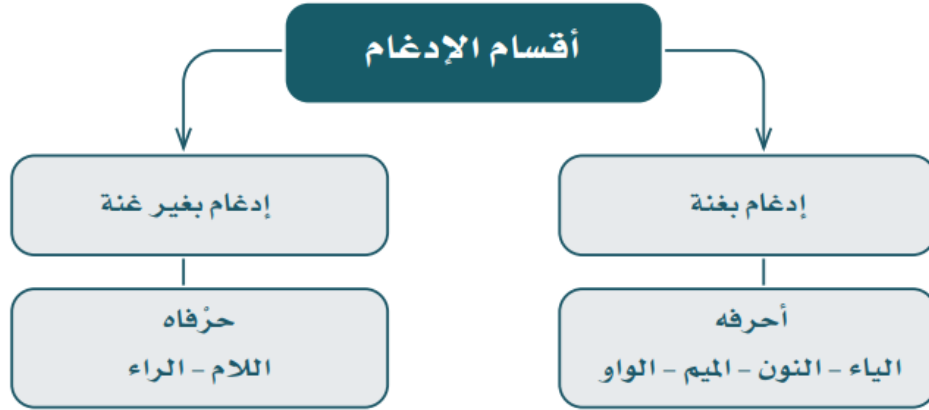 أقسام الإدغام
إدغام بغنة
أحرفه
الياء – النون – الميم – الواو
إدغام بغير غنة
حرْفاه
اللام – الراء